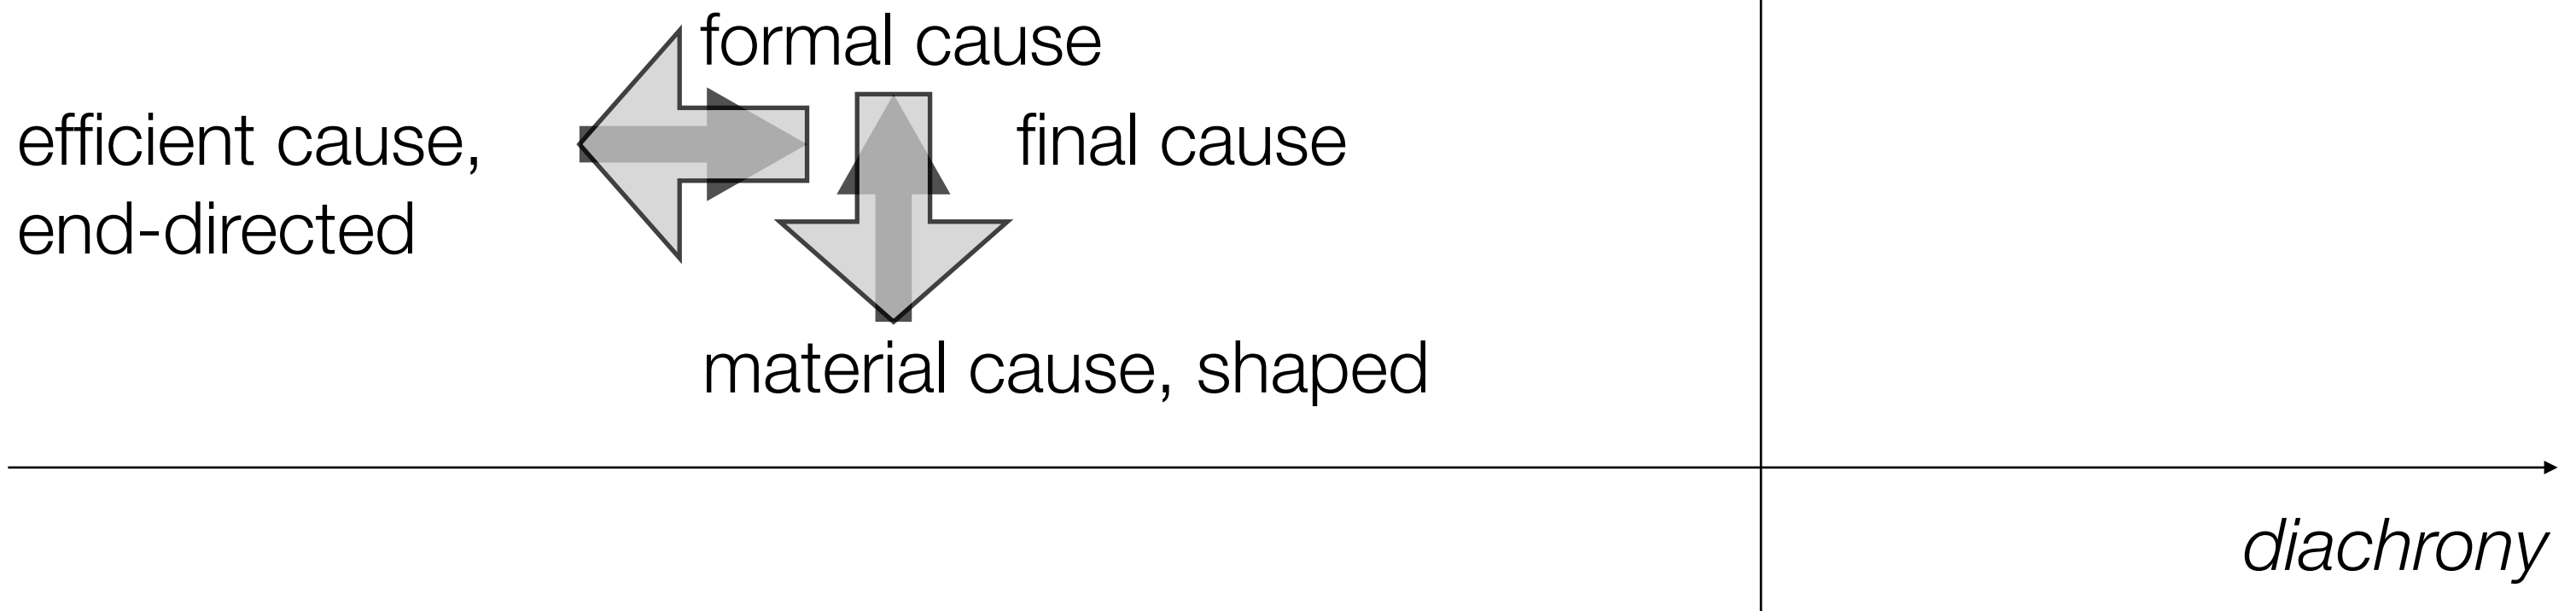 formal cause
efficient cause,
end-directed
final cause
material cause, shaped
diachrony